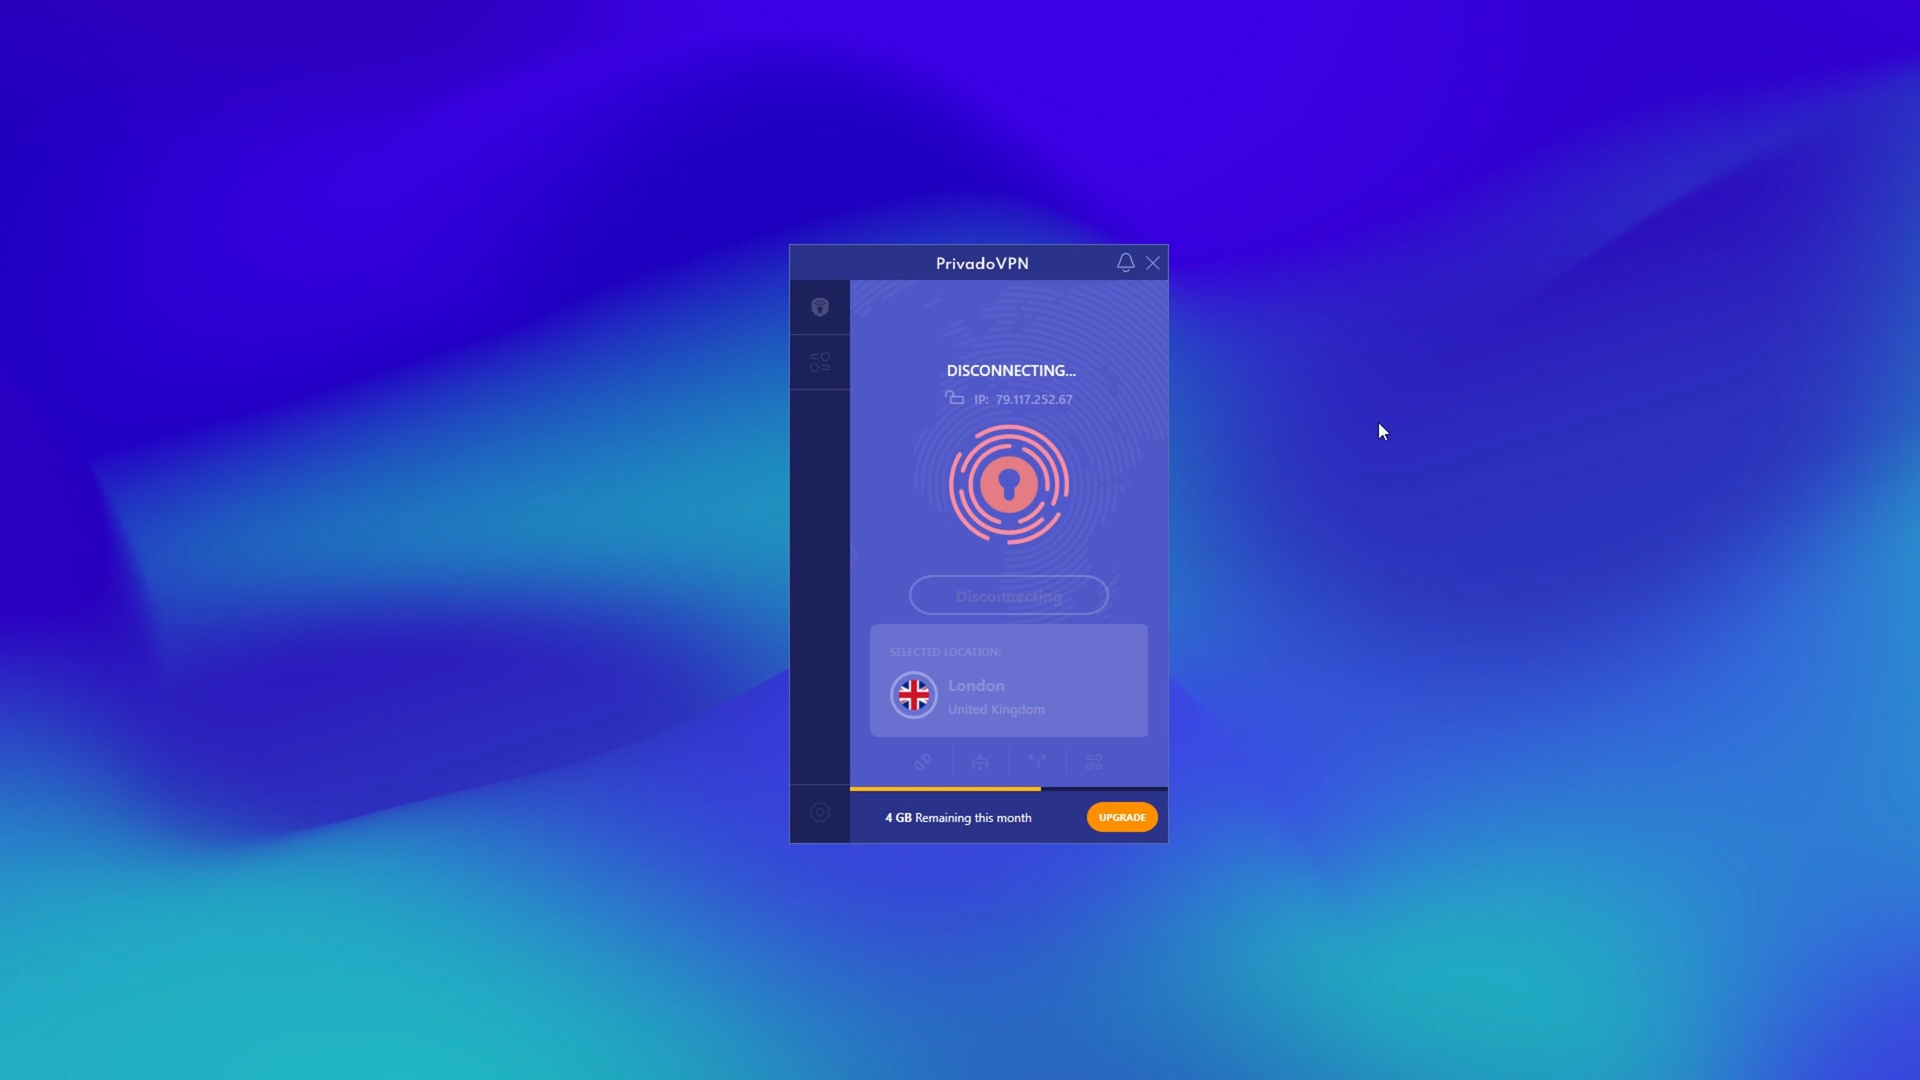 PrivadoVPN
DISCONNECTING...
IP: 79.117.252.67
Disconnecting
SELECTED LOCATION:
London
United Kingdom
4 GB Remaining this month
UPGRADE